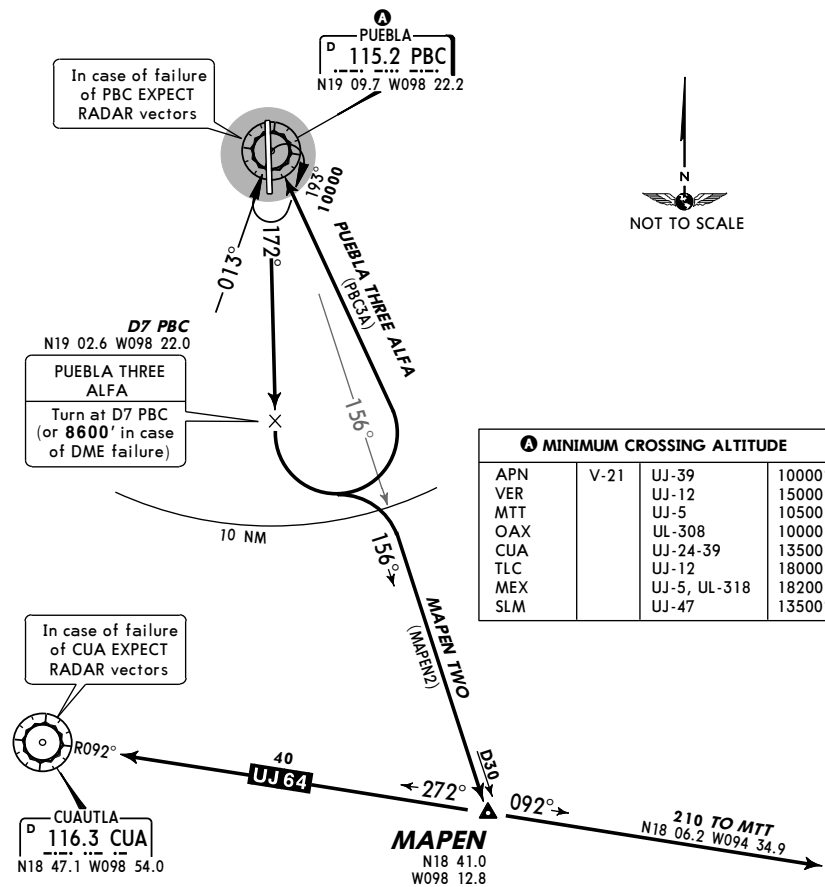 A
PUEBLA
D 115.2 PBC
N19 09.7 W098 22.2
In case of failure
of PBC EXPECT
RADAR vectors
N
NOT TO SCALE
193°
10000
013°
172°
PUEBLA THREE ALFA
(PBC3A)
D7 PBC
N19 02.6 W098 22.0
PUEBLA THREE
ALFA
Turn at D7 PBC
(or 8600' in case
of DME failure)
156°
10 NM
156°
A MINIMUM CROSSING ALTITUDE
APN V-21 UJ-39 10000'
VER UJ-12 15000'
MTT UJ-5 10500'
OAX UL-308 10000'
CUA UJ-24-39 13500'
TLC UJ-12 18000'
MEX UJ-5, UL-318 18200'
SLM UJ-47 13500'
MAPEN TWO
(MAPEN2)
In case of failure
of CUA EXPECT
RADAR vectors
R092°
40
UJ64
D30
272°
092°
210 TO MTT
N18 06.2 W094 34.9
CUAUTLA
D 116.3 CUA
N18 47.1 W098 54.0
MAPEN
N18 41.0
W098 12.8